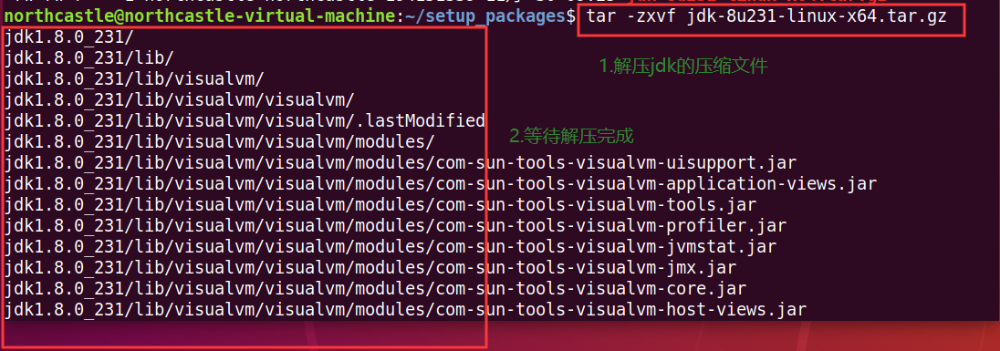 northcastle@northcastle-virtual-machine:~/setup_packages$ tar -zxvf jdk-8u231-linux-x64.tar.gz
jdk1.8.0_231/
jdk1.8.0_231/lib/
1.解压jdk的压缩文件
jdk1.8.0_231/lib/visualvm/
jdk1.8.0_231/lib/visualvm/visualvm/
jdk1.8.0_231/lib/visualvm/visualvm/.lastModified
2.等待解压完成
jdk1.8.0_231/lib/visualvm/visualvm/modules/
jdk1.8.0_231/lib/visualvm/visualvm/modules/com-sun-tools-visualvm-uisupport.jar
jdk1.8.0_231/lib/visualvm/visualvm/modules/com-sun-tools-visualvm-application-views.jar
jdk1.8.0_231/lib/visualvm/visualvm/modules/com-sun-tools-visualvm-tools.jar
jdk1.8.0_231/lib/visualvm/visualvm/modules/com-sun-tools-visualvm-profiler.jar
jdk1.8.0_231/lib/visualvm/visualvm/modules/com-sun-tools-visualvm-jvmstat.jar
jdk1.8.0_231/lib/visualvm/visualvm/modules/com-sun-tools-visualvm-jmx.jar
jdk1.8.0_231/lib/visualvm/visualvm/modules/com-sun-tools-visualvm-core.jar
jdk1.8.0_231/lib/visualvm/visualvm/modules/com-sun-tools-visualvm-host-views.jar